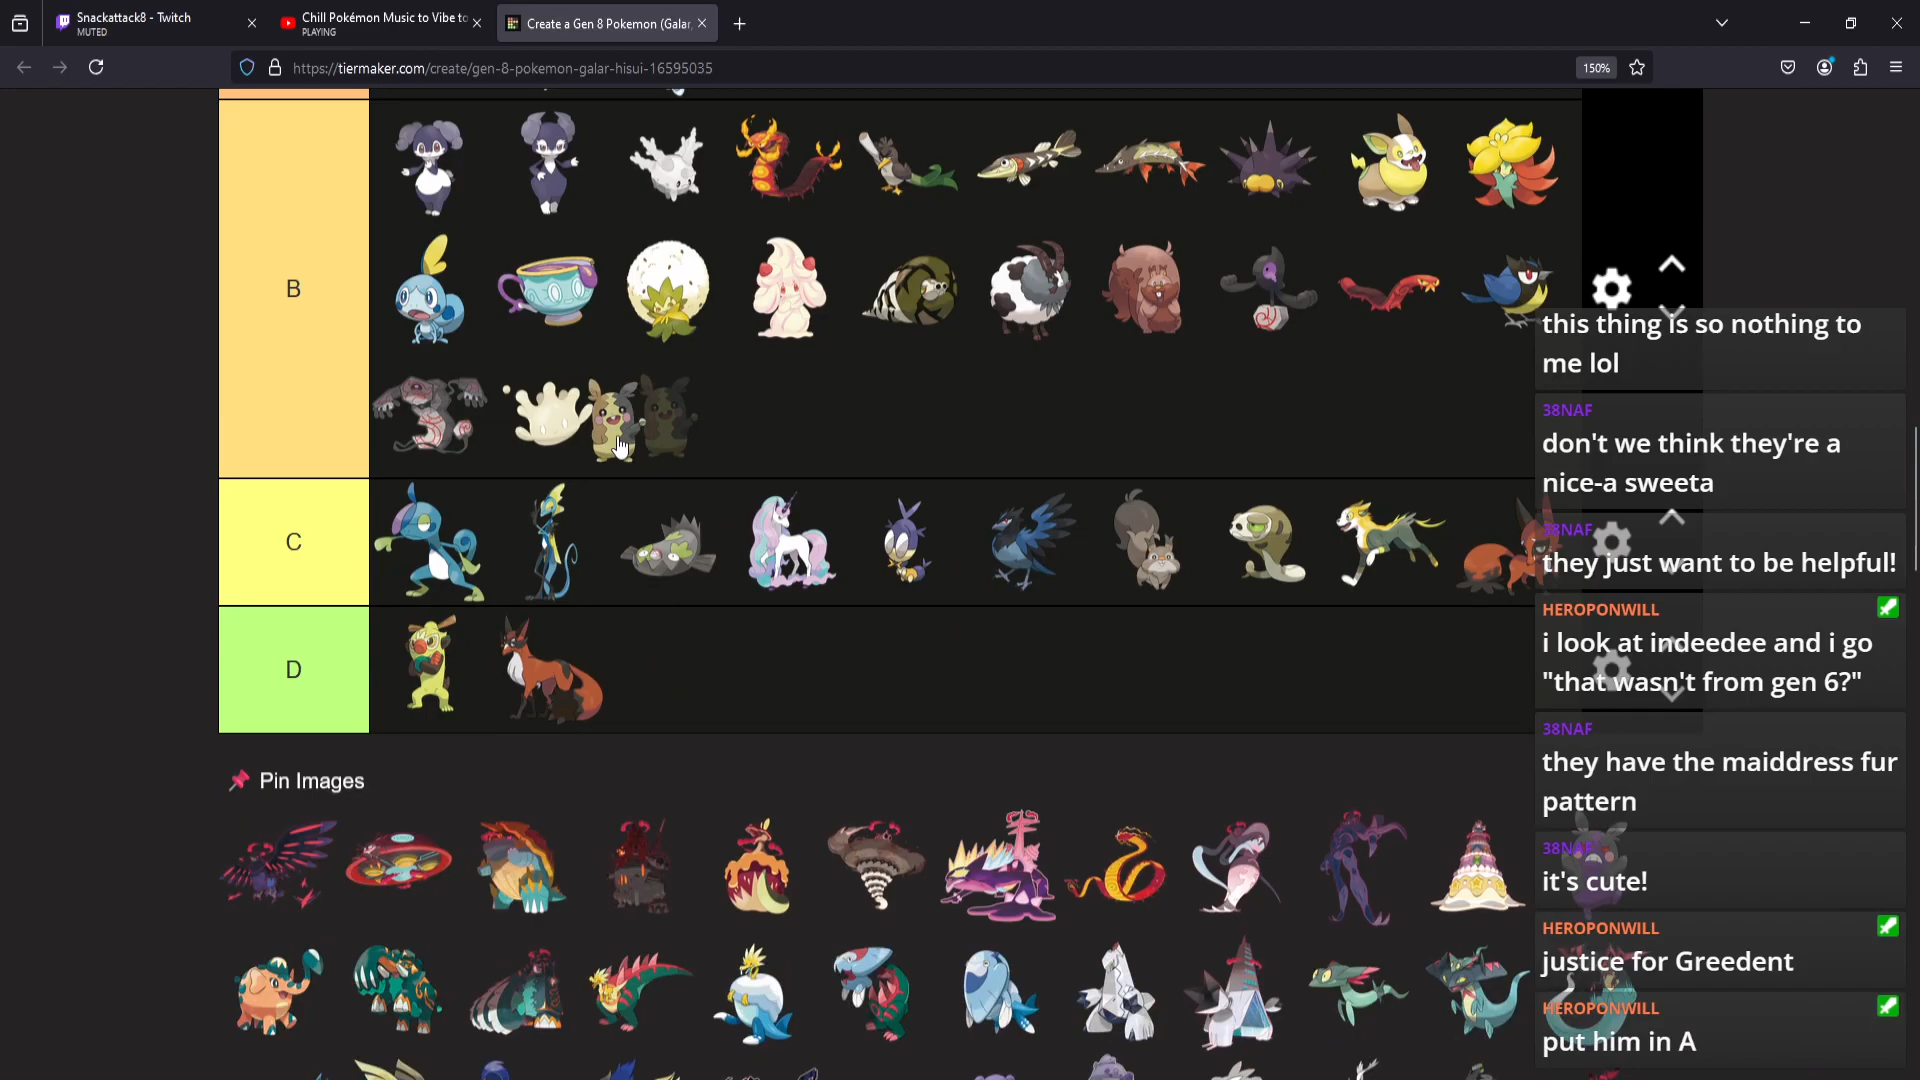 Snackattack8 - Twitch
MUTED
Chill Pokémon Music to Vibe to
PLAYING
Create a Gen 8 Pokemon (Galar,
https://tiermaker.com/create/gen-8-pokemon-galar-hisui-16595035
150%
B
C
D
Pin Images
this thing is so nothing to
me lol
38NAF
don't we think they're a
nice-a sweeta
38NAF
they just want to be helpful!
HEROPONWILL
i look at indeedee and i go
"that wasn't from gen 6?"
38NAF
they have the maiddress fur
pattern
38NAF
it's cute!
HEROPONWILL
justice for Greedent
HEROPONWILL
put him in A